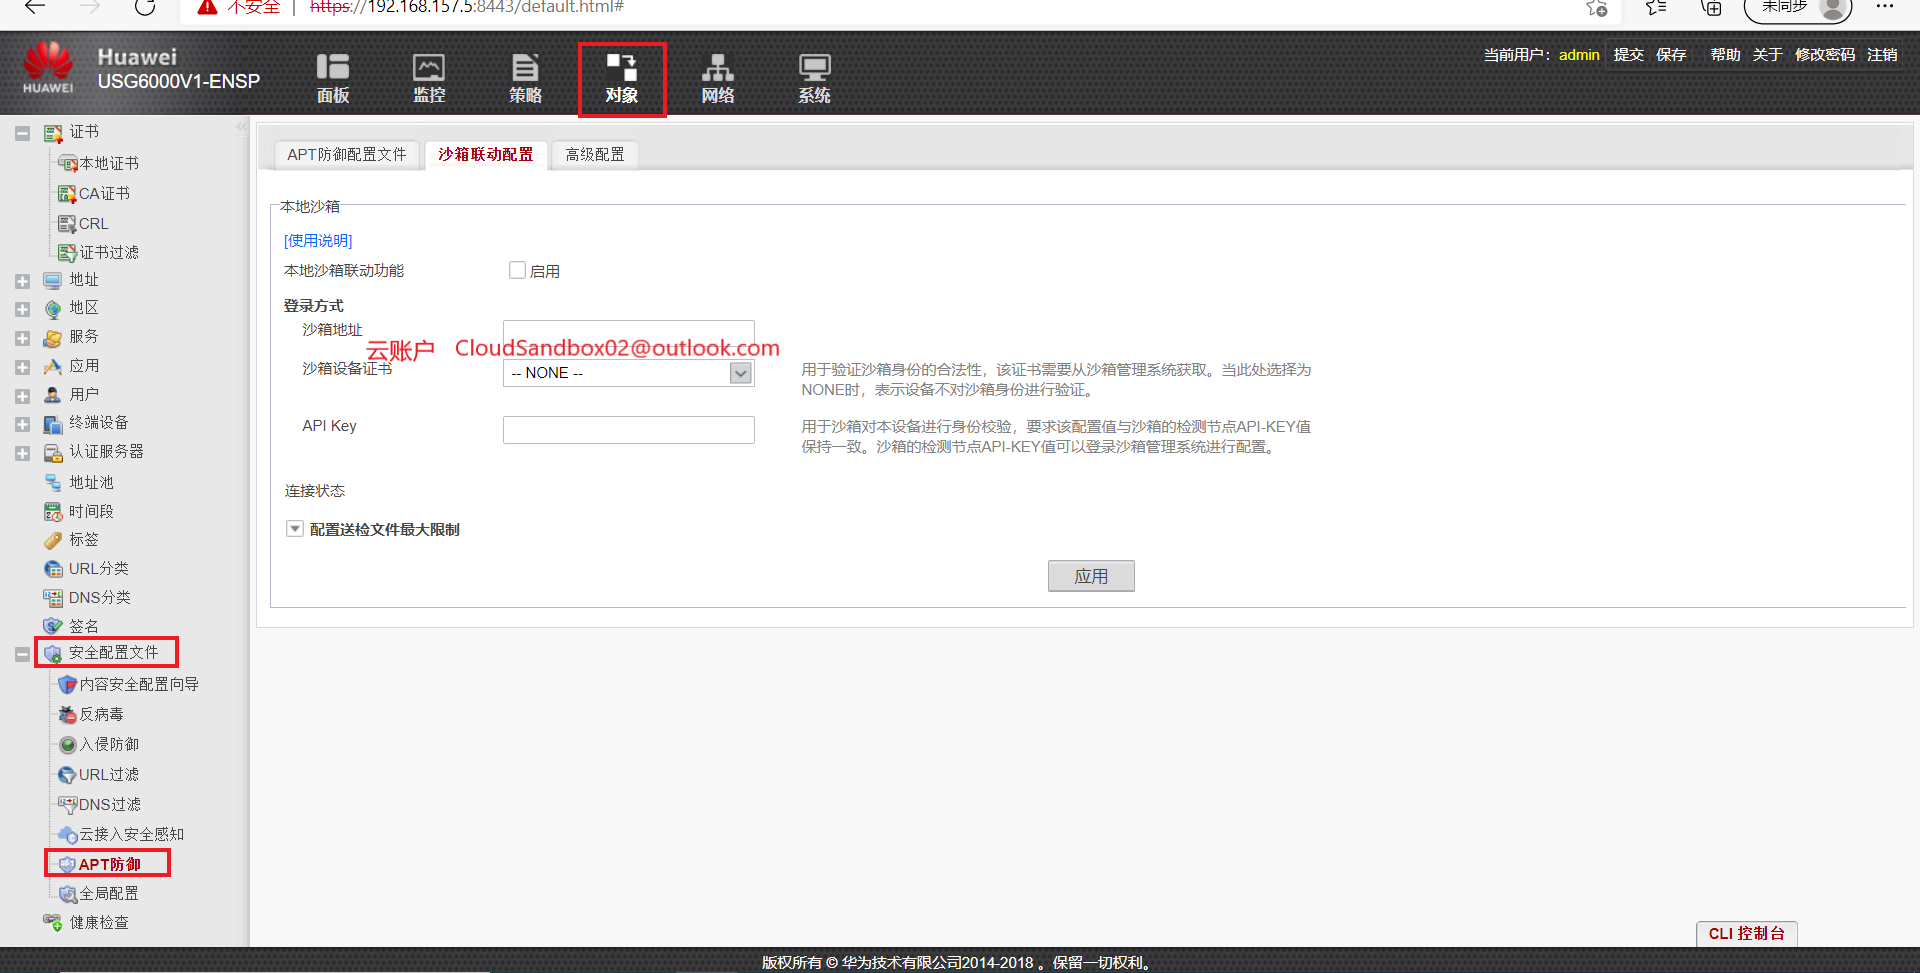 不安全 | https://192.168.157.5:8443/default.html#
未同步
HUAWEI
Huawei
USG6000V1-ENSP
面板
监控
策略
对象
网络
系统
当前用户： admin 提交 保存 帮助 关于 修改密码 注销
证书
本地证书
CA证书
CRL
证书过滤
地址
地区
服务
应用
用户
终端设备
认证服务器
地址池
时间段
标签
URL分类
DNS分类
签名
安全配置文件
内容安全配置向导
反病毒
入侵防御
URL过滤
DNS过滤
云接入安全感知
APT防御
全局配置
健康检查
APT防御配置文件
沙箱联动配置
高级配置
本地沙箱
[使用说明]
本地沙箱联动功能
启用
登录方式
沙箱地址
云账户 CloudSandbox02@outlook.com
沙箱设备证书
-- NONE --
用于验证沙箱身份的合法性，该证书需要从沙箱管理系统获取。当此处选择为
NONE时，表示设备不对沙箱身份进行验证。
API Key
用于沙箱对本设备进行身份校验，要求该配置值与沙箱的检测节点API-KEY值
保持一致。沙箱的检测节点API-KEY值可以登录沙箱管理系统进行配置。
连接状态
配置送检文件最大限制
应用
CLI 控制台
版权所有 © 华为技术有限公司2014-2018 。保留一切权利。